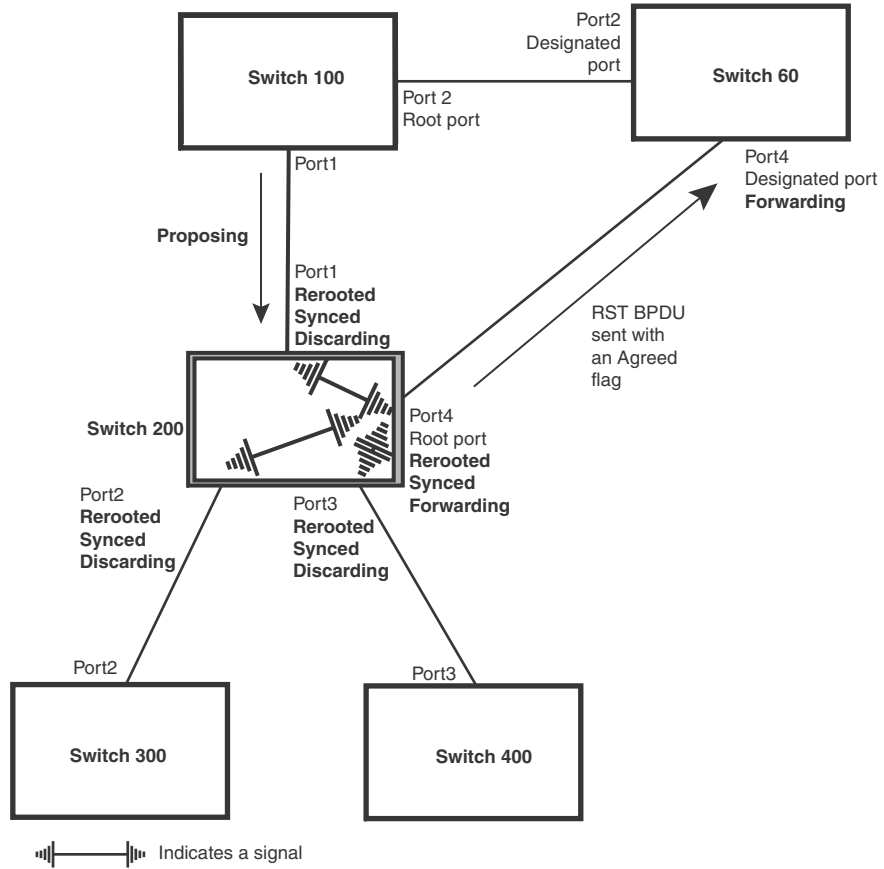 Port2
Designated
port
Switch 100
Switch 60
Port 2
Root port
Port1
Port4
Designated port
Forwarding
Proposing
Port1
Rerooted
Synced
Discarding
RST BPDU
sent with
an Agreed
flag
Switch 200
Port4
Root port
Rerooted
Synced
Forwarding
Port2
Rerooted
Synced
Discarding
Port3
Rerooted
Synced
Discarding
Port2
Port3
Switch 300
Switch 400
Indicates a signal